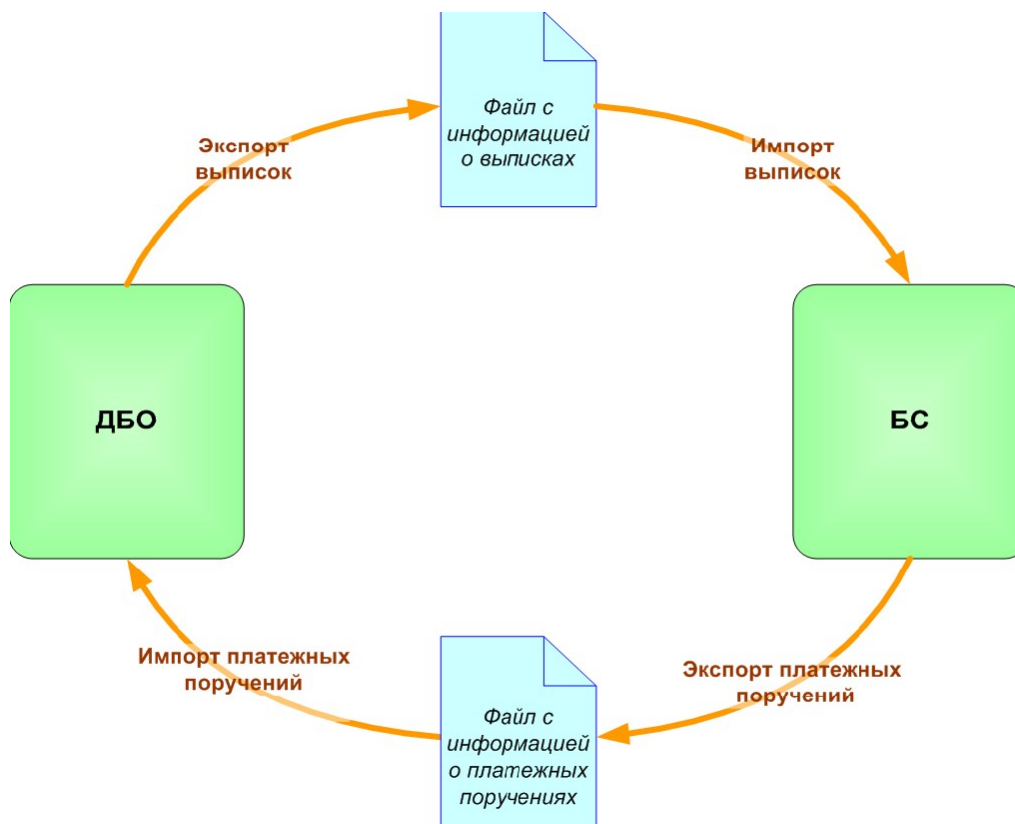 Файл с
информацией
о выписках
Экспорт
выписок
Импорт
выписок
ДБО
БС
Импорт платежных
поручений
Экспорт платежных
поручений
Файл с
информацией
о платежных
поручениях